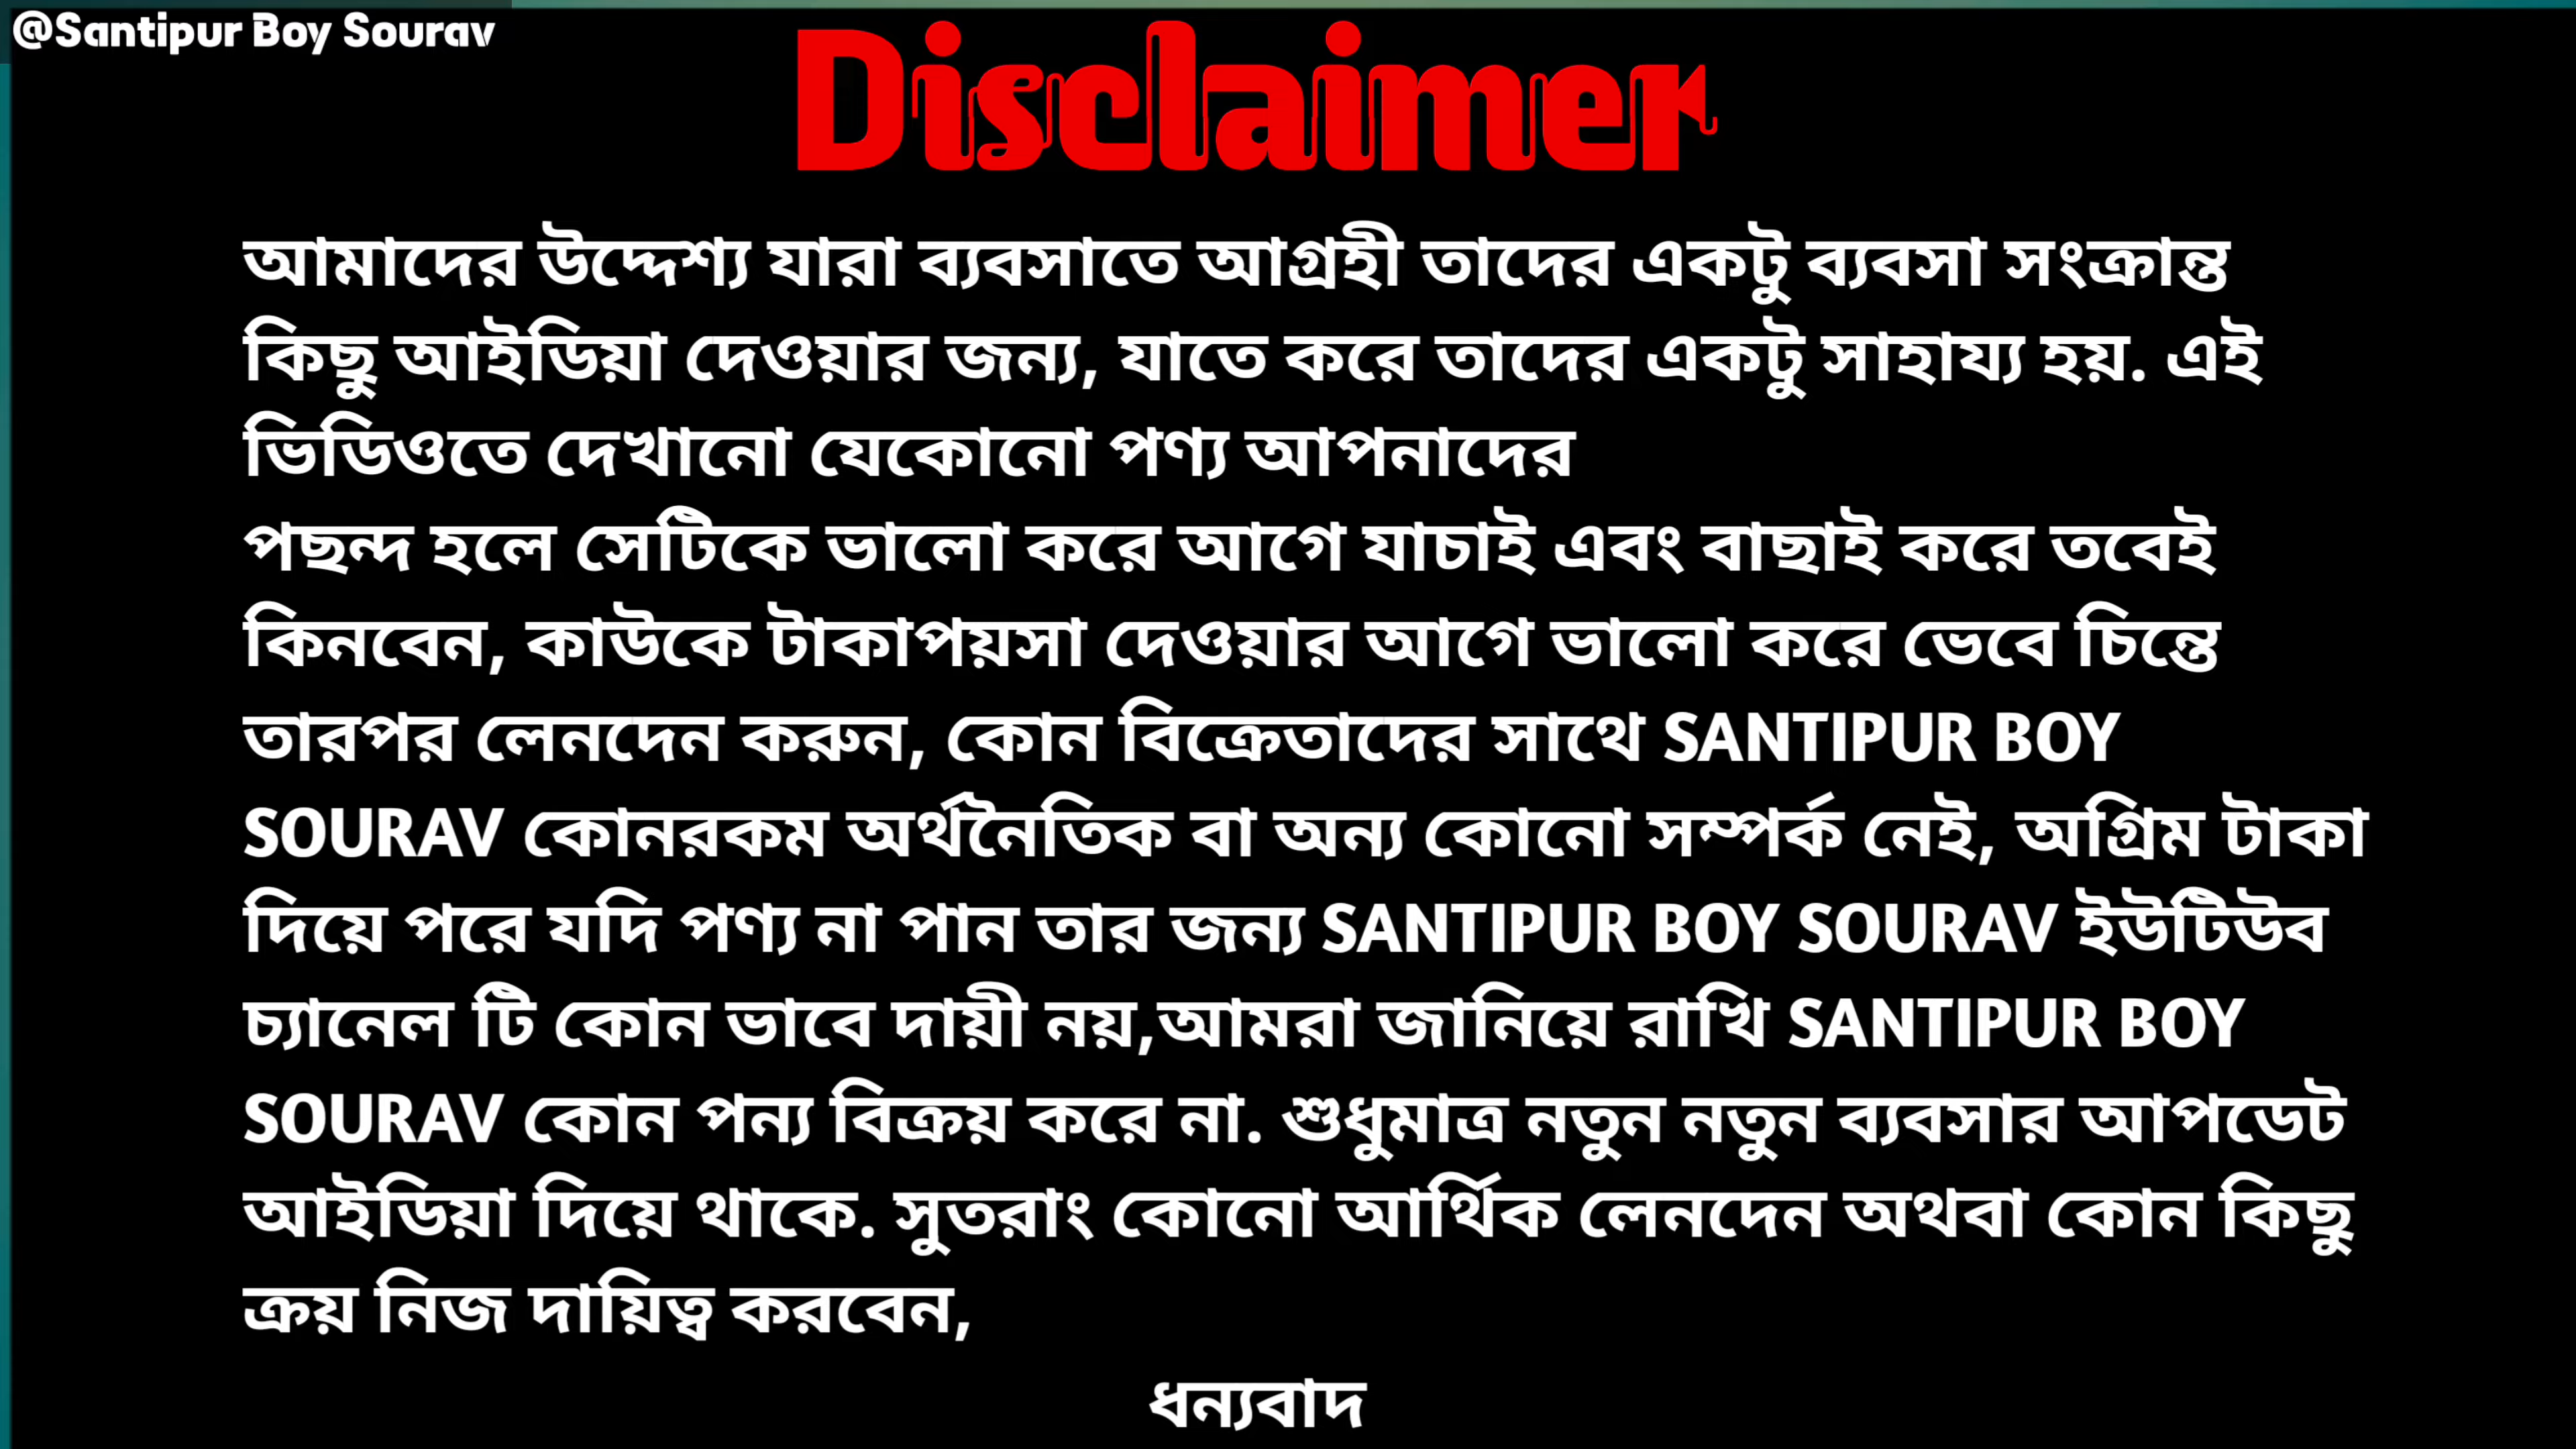 @Santipur Boy Sourav
Disclaimer
আমাদের উদ্দেশ্য যারা ব্যবসাতে আগ্রহী তাদের একটু ব্যবসা সংক্রান্ত
কিছু আইডিয়া দেওয়ার জন্য, যাতে করে তাদের একটু সাহায্য হয়. এই
ভিডিওতে দেখানো যেকোনো পণ্য আপনাদের
পছন্দ হলে সেটিকে ভালো করে আগে যাচাই এবং বাছাই করে তবেই
কিনবেন, কাউকে টাকাপয়সা দেওয়ার আগে ভালো করে ভেবে চিন্তে
তারপর লেনদেন করুন, কোন বিক্রেতাদের সাথে SANTIPUR BOY
SOURAV কোনরকম অর্থনৈতিক বা অন্য কোনো সম্পর্ক নেই, অগ্রিম টাকা
দিয়ে পরে যদি পণ্য না পান তার জন্য SANTIPUR BOY SOURAV ইউটিউব
চ্যানেল টি কোন ভাবে দায়ী নয়,আমরা জানিয়ে রাখি SANTIPUR BOY
SOURAV কোন পন্য বিক্রয় করে না. শুধুমাত্র নতুন নতুন ব্যবসার আপডেট
আইডিয়া দিয়ে থাকে. সুতরাং কোনো আর্থিক লেনদেন অথবা কোন কিছু
ক্রয় নিজ দায়িত্ব করবেন,
ধন্যবাদ